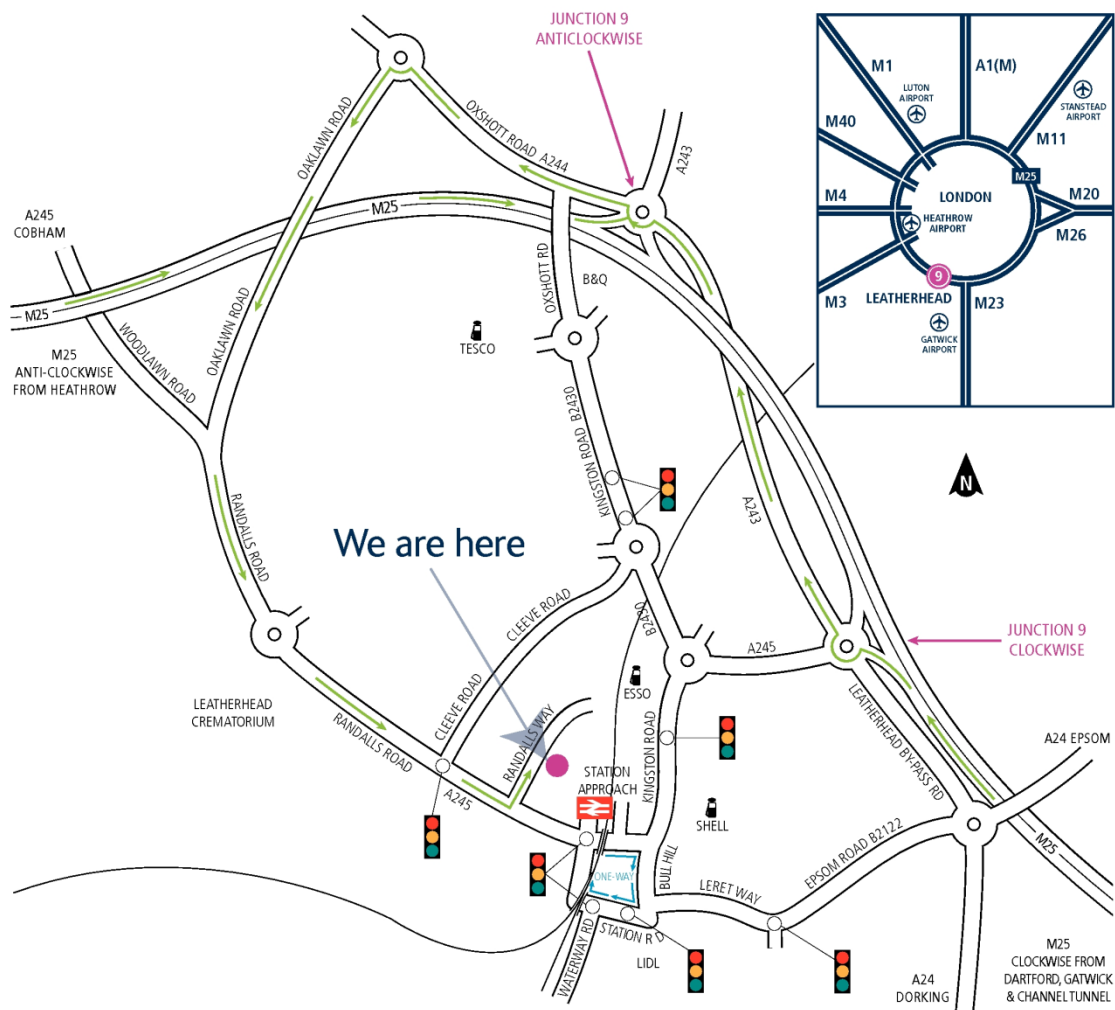 JUNCTION 9
ANTICLOCKWISE
M1
A1(M)
LUTON
AIRPORT
STANSTEAD
AIRPORT
M40
M11
M25
M4
LONDON
M20
HEATHROW
AIRPORT
M26
9
M3
LEATHERHEAD
M23
GATWICK
AIRPORT
OAKLAWN ROAD
OXSHOTT ROAD A244
A243
A245
COBHAM
M25
OXSHOTT RD
B&Q
M25
M25
ANTI-CLOCKWISE
FROM HEATHROW
WOODLAWN ROAD
OAKLAWN ROAD
TESCO
KINGSTON ROAD B2430
A243
N
RANDALLS ROAD
We are here
CLEEVE ROAD
B2430
JUNCTION 9
CLOCKWISE
A245
ESSO
LEATHERHEAD
CREMATORIUM
RANDALLS ROAD
CLEEVE ROAD
RANDALLS WAY
KINGSTON ROAD
LEATHERHEAD BY-PASS RD
A24 EPSOM
STATION
APPROACH
A245
SHELL
EPSOM ROAD B2122
M25
ONE-WAY
BULL HILL
LERET WAY
STATION RD
WATERWAY RD
LIDL
A24
DORKING
M25
CLOCKWISE FROM
DARTFORD, GATWICK
& CHANNEL TUNNEL